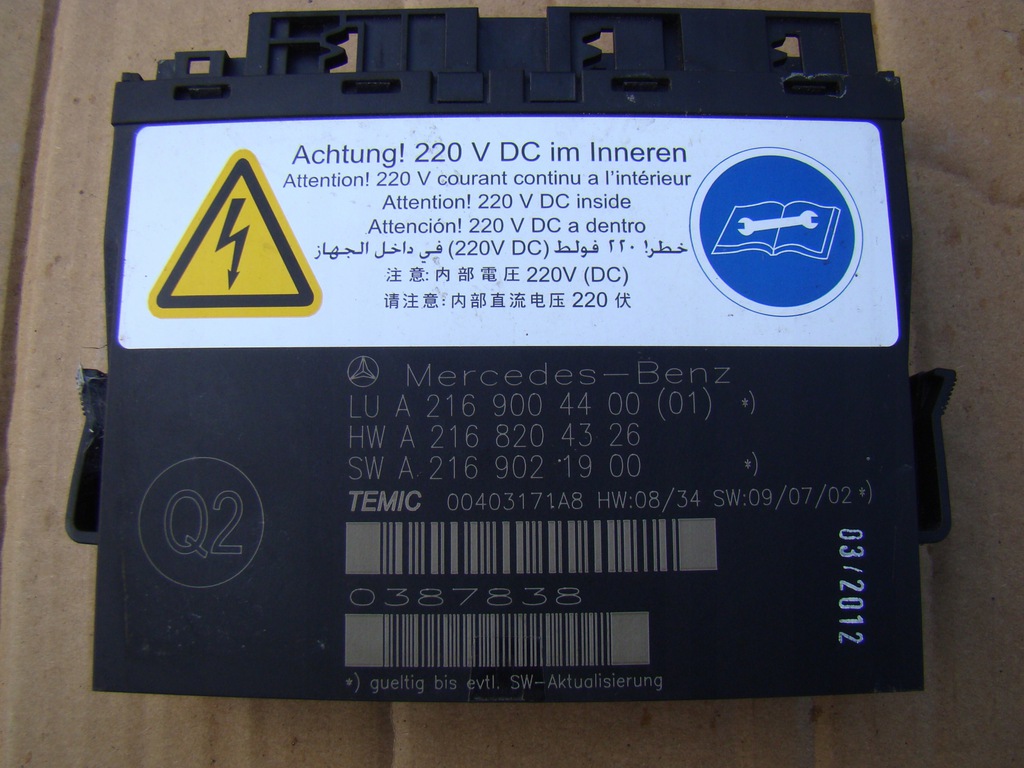 Achtung! 220 V DC im Inneren
Attention! 220 V courant continu a l'intérieur
Attention! 220 V DC inside
Attención! 220 V DC a dentro
خطر! ٢٢٠ فولط (220V DC) في داخل الجهاز
注意: 内部電圧 220V (DC)
请注意: 内部直流电压 220 伏
Mercedes-Benz
LU A 216 900 44 00 (01) *)
HW A 216 820 43 26
SW A 216 902 19 00 *)
TEMIC 00403171A8 HW:08/34 SW:09/07/02 *)
Q2
03/2012
0387838
*) gueltig bis evtl. SW-Aktualisierung